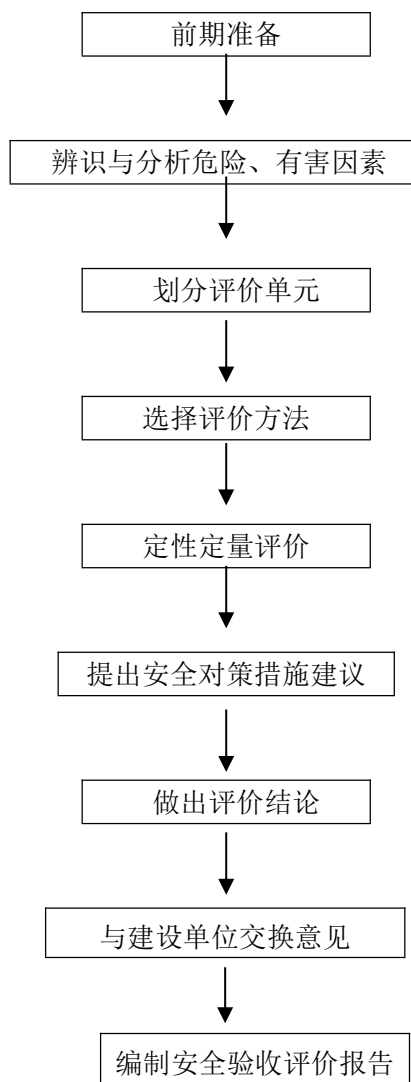 前期准备
辨识与分析危险、有害因素
划分评价单元
选择评价方法
定性定量评价
提出安全对策措施建议
做出评价结论
与建设单位交换意见
编制安全验收评价报告